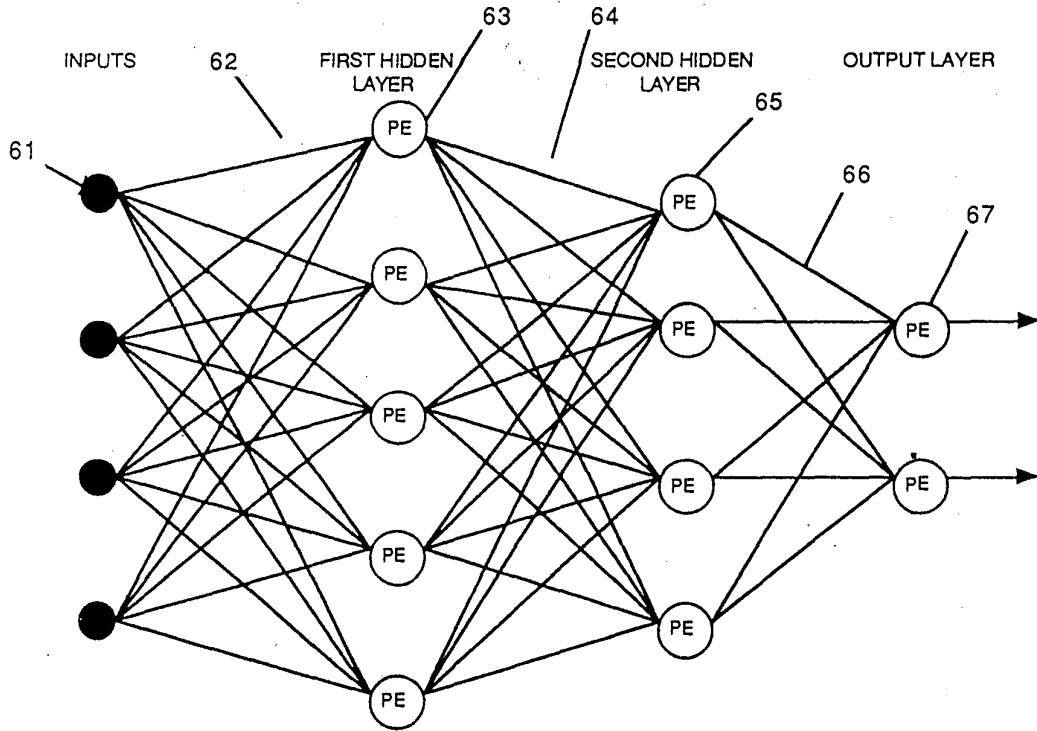 63
64
INPUTS
62
FIRST HIDDEN
LAYER
SECOND HIDDEN
LAYER
OUTPUT LAYER
65
61
PE
66
67
PE
PE
PE
PE
PE
PE
PE
PE
PE
PE